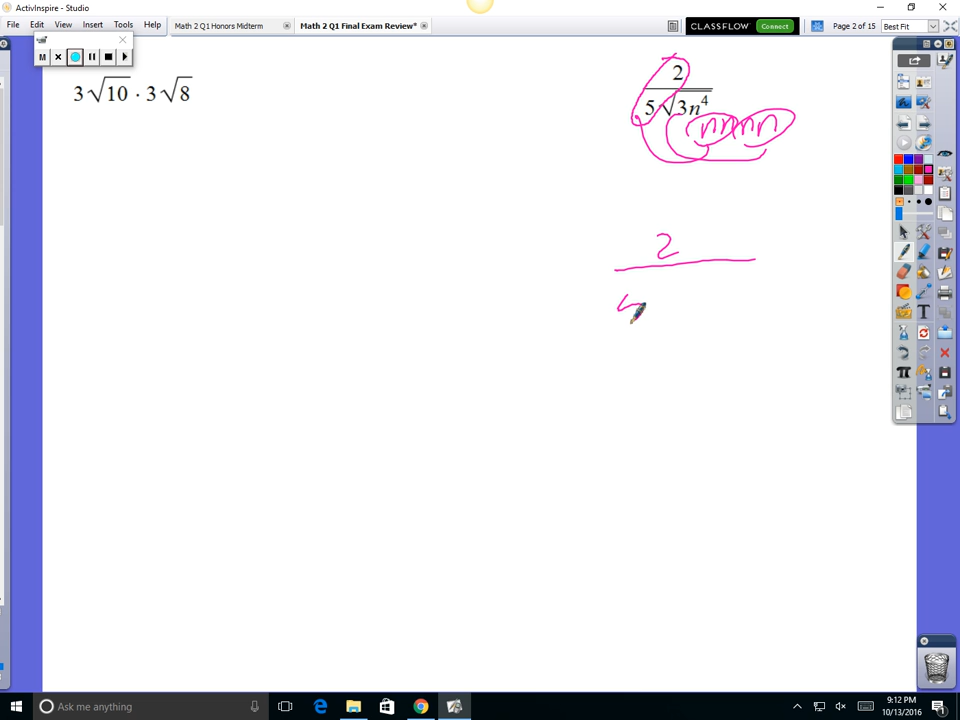 ActivInspire - Studio
File Edit View Insert Tools Help
Math 2 Q1 Honors Midterm
Math 2 Q1 Final Exam Review*
CLASSFLOW Connect
Page 2 of 15
Best Fit
M
3√10 · 3√8
2
5√3n⁴
nnnn
2
Ask me anything
9:12 PM
10/13/2016
1